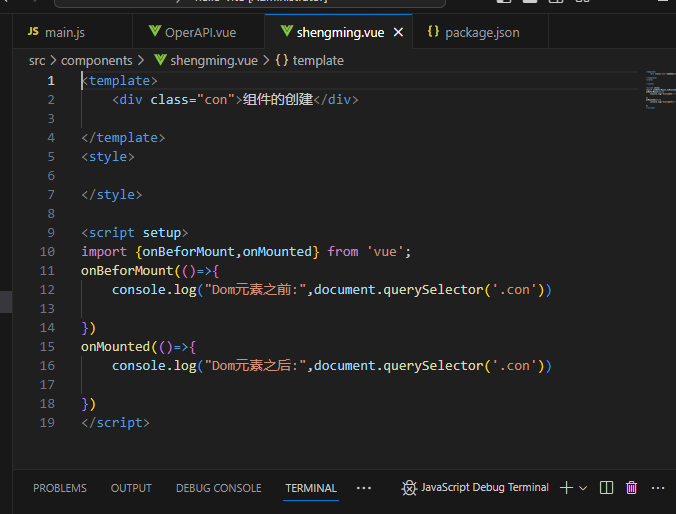 main.js
OperAPI.vue
shengming.vue
package.json
src > components > shengming.vue > {} template
1 <template>
2 <div class="con">组件的创建</div>
3
4 </template>
5 <style>
6
7 </style>
8
9 <script setup>
10 import {onBeforMount,onMounted} from 'vue';
11 onBeforMount(()=>{
12 console.log("Dom元素之前:",document.querySelector('.con'))
13
14 })
15 onMounted(()=>{
16 console.log("Dom元素之后:",document.querySelector('.con'))
17
18 })
19 </script>
PROBLEMS OUTPUT DEBUG CONSOLE TERMINAL ··· JavaScript Debug Terminal